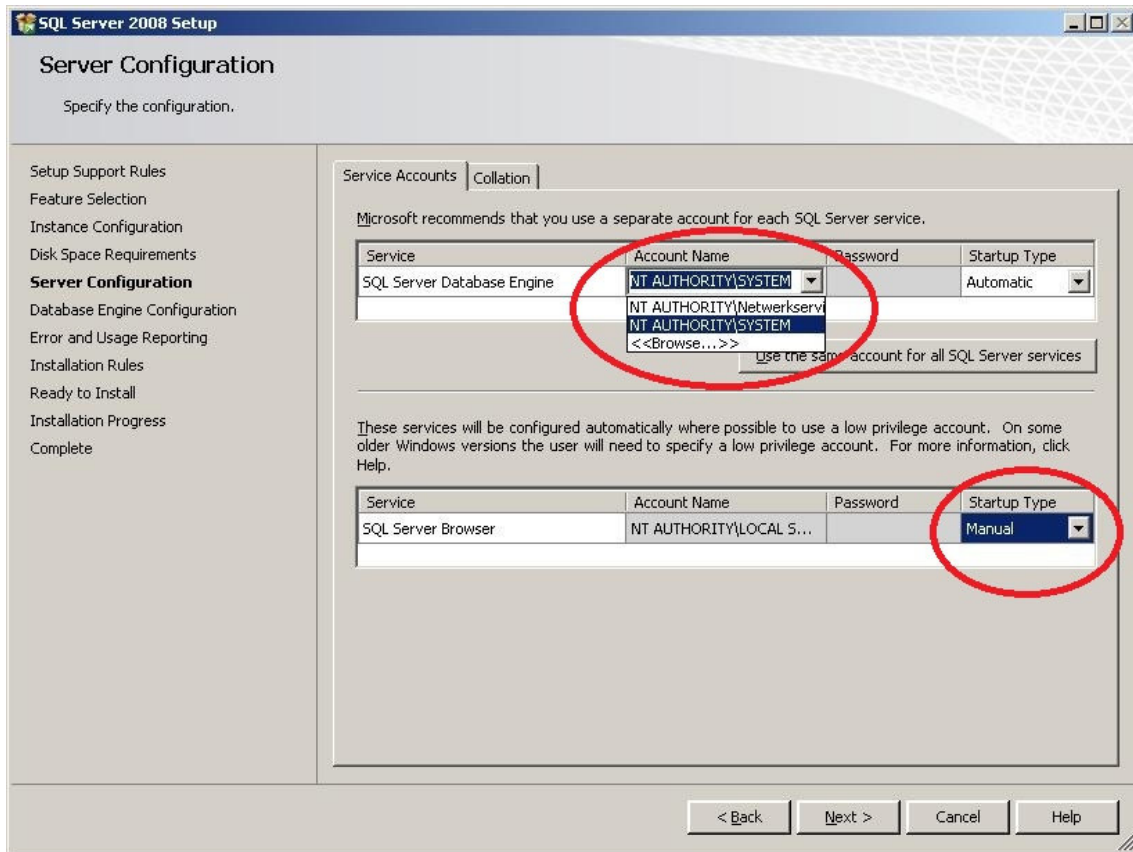 SQL Server 2008 Setup
Server Configuration
Specify the configuration.
Setup Support Rules
Feature Selection
Instance Configuration
Disk Space Requirements
Server Configuration
Database Engine Configuration
Error and Usage Reporting
Installation Rules
Ready to Install
Installation Progress
Complete
Service Accounts Collation
Microsoft recommends that you use a separate account for each SQL Server service.
Service Account Name Password Startup Type
SQL Server Database Engine NT AUTHORITY\SYSTEM Automatic
NT AUTHORITY\Netwerkservi
NT AUTHORITY\SYSTEM
<<Browse...>>
Use the same account for all SQL Server services
These services will be configured automatically where possible to use a low privilege account. On some
older Windows versions the user will need to specify a low privilege account. For more information, click
Help.
Service Account Name Password Startup Type
SQL Server Browser NT AUTHORITY\LOCAL S... Manual
< Back Next > Cancel Help